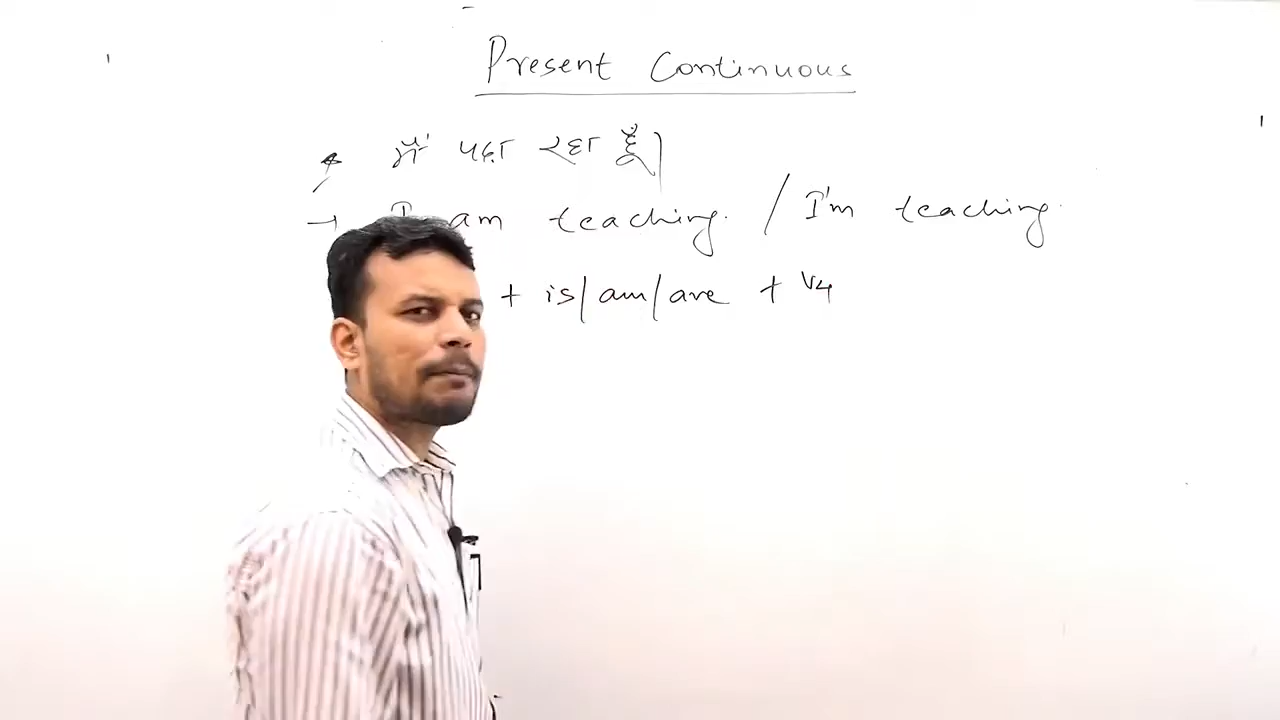 Present Continuous
मैं पढ़ा रहा हूँ।
→ I am teaching. / I'm teaching.
+ is/am/are + V4